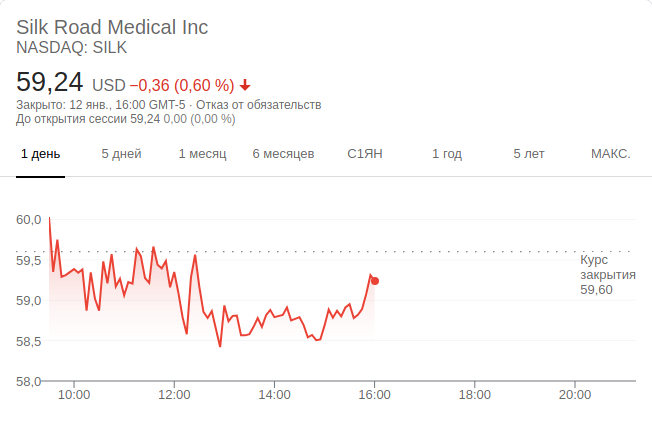 Silk Road Medical Inc
NASDAQ: SILK
59,24 USD −0,36 (0,60 %)
Закрыто: 12 янв., 16:00 GMT-5 · Отказ от обязательств
До открытия сессии 59,24 0,00 (0,00 %)
1 день 5 дней 1 месяц 6 месяцев С1ЯН 1 год 5 лет МАКС.
60,0
59,5
Курс
закрытия
59,60
59,0
58,5
58,0
10:00 12:00 14:00 16:00 18:00 20:00